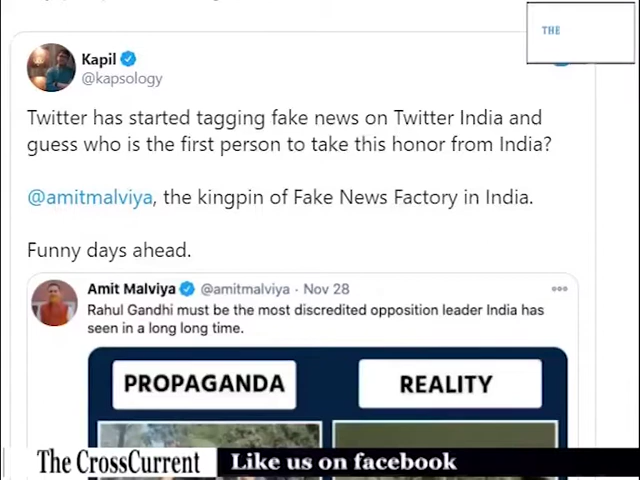 THE
Kapil
@kapsology
Twitter has started tagging fake news on Twitter India and
guess who is the first person to take this honor from India?
@amitmalviya, the kingpin of Fake News Factory in India.
Funny days ahead.
Amit Malviya @amitmalviya · Nov 28
Rahul Gandhi must be the most discredited opposition leader India has
seen in a long long time.
PROPAGANDA
REALITY
The CrossCurrent
Like us on facebook